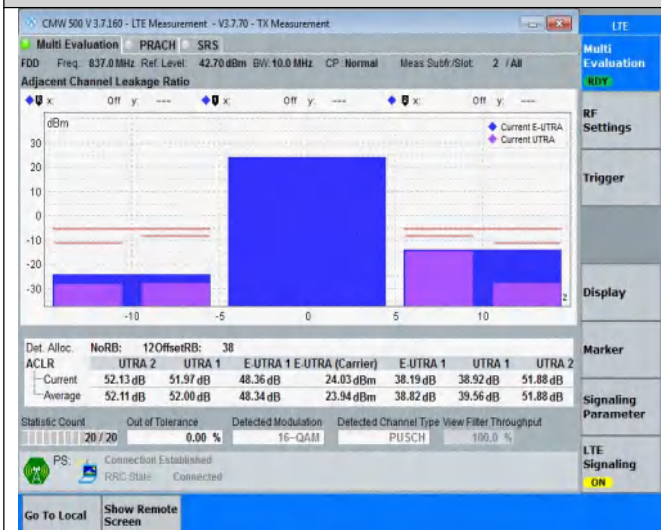 CMW 500 V 3.7.160 - LTE Measurement - V3.7.70 - TX Measurement
LTE
Multi Evaluation PRACH SRS
FDD Freq.: 837.0 MHz Ref. Level: 42.70 dBm BW: 10.0 MHz CP: Normal Meas Subfr./Slot: 2 / All
Adjacent Channel Leakage Ratio
x: Off y: --- x: Off y: --- x: Off y: ---
dBm
Current E-UTRA
Current UTRA
30
20
10
0
-10
-20
-30
-10 -5 0 5 10
Det. Alloc. NoRB: 12OffsetRB: 38
ACLR UTRA 2 UTRA 1 E-UTRA 1 E-UTRA (Carrier) E-UTRA 1 UTRA 1 UTRA 2
Current 52.13 dB 51.97 dB 48.36 dB 24.03 dBm 38.19 dB 38.92 dB 51.88 dB
Average 52.11 dB 52.00 dB 48.34 dB 23.94 dBm 38.82 dB 39.56 dB 51.88 dB
Statistic Count Out of Tolerance Detected Modulation Detected Channel Type View Filter Throughput
20 / 20 0.00 % 16-QAM PUSCH 100.0 %
PS: Connection Established
RRC State Connected
Multi Evaluation
RDY
RF Settings
Trigger
Display
Marker
Signaling Parameter
LTE Signaling
ON
Go To Local
Show Remote Screen